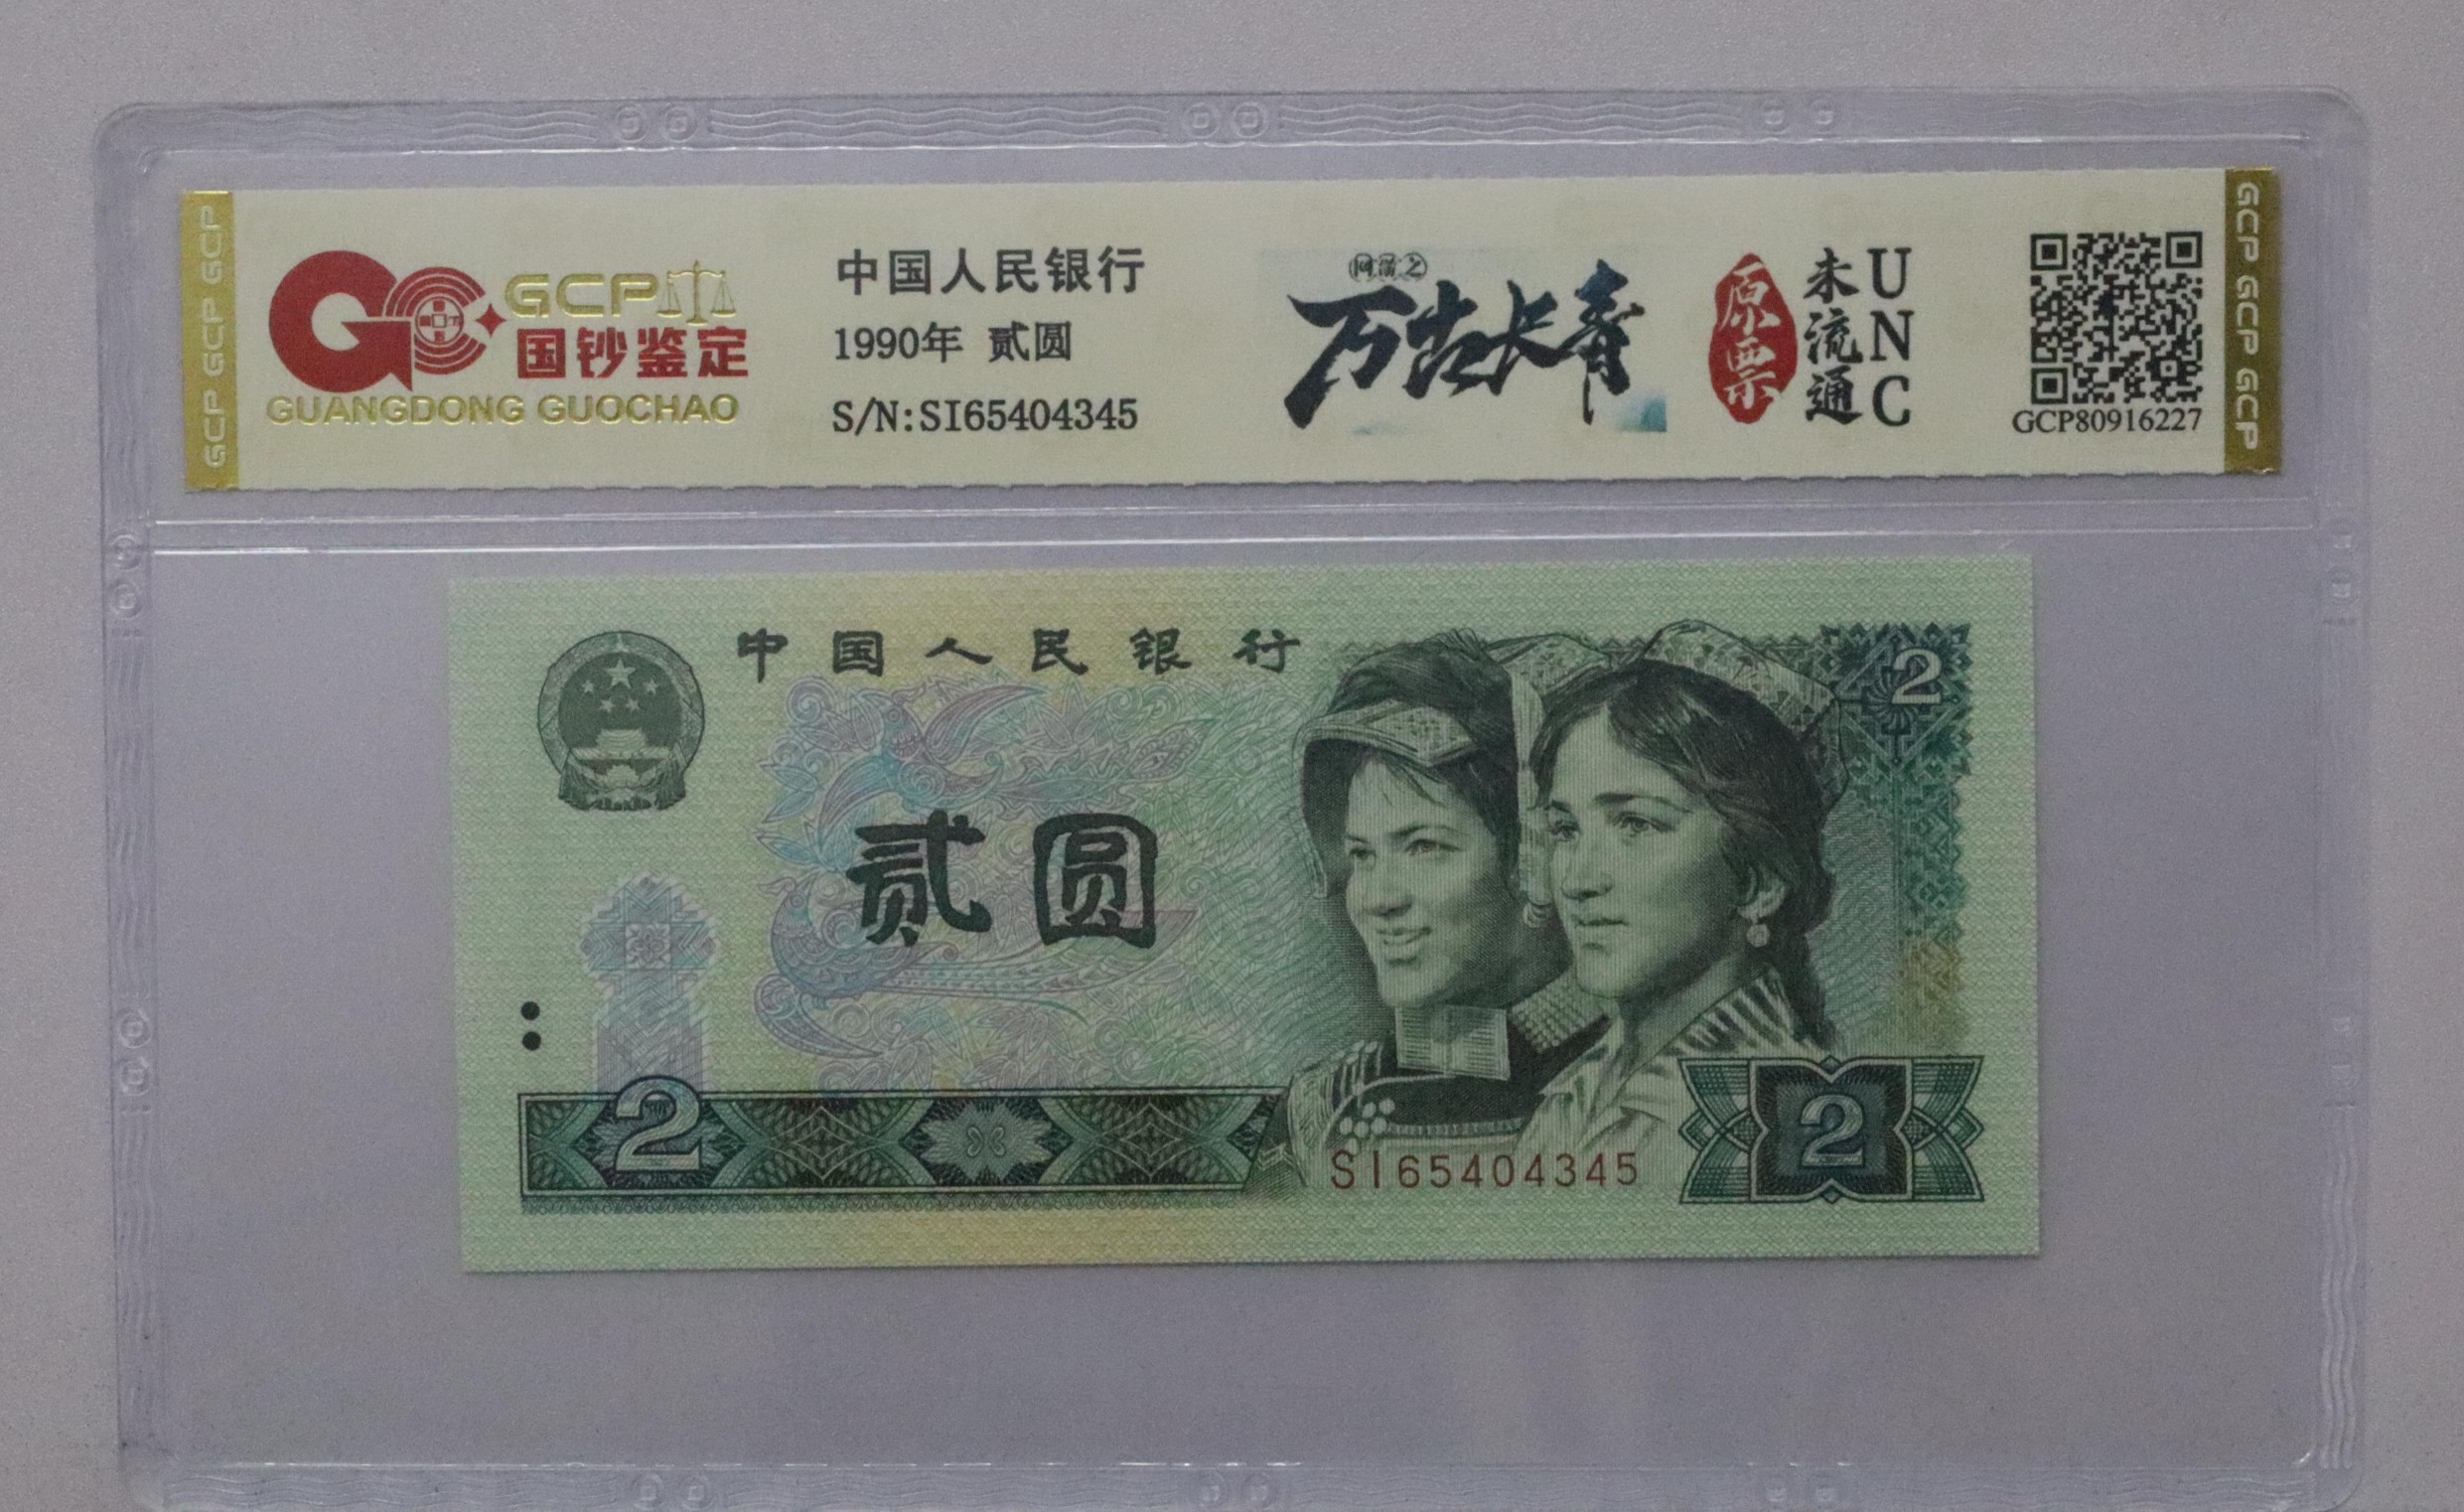 GCP GCP GCP
GCP
国钞鉴定
GUANGDONG GUOCHAO
中国人民银行
1990年 贰圆
S/N:SI65404345
万古长青
原票
未流通
UNC
GCP80916227
GCP GCP GCP
中国人民银行
2
贰圆
2
SI65404345
2